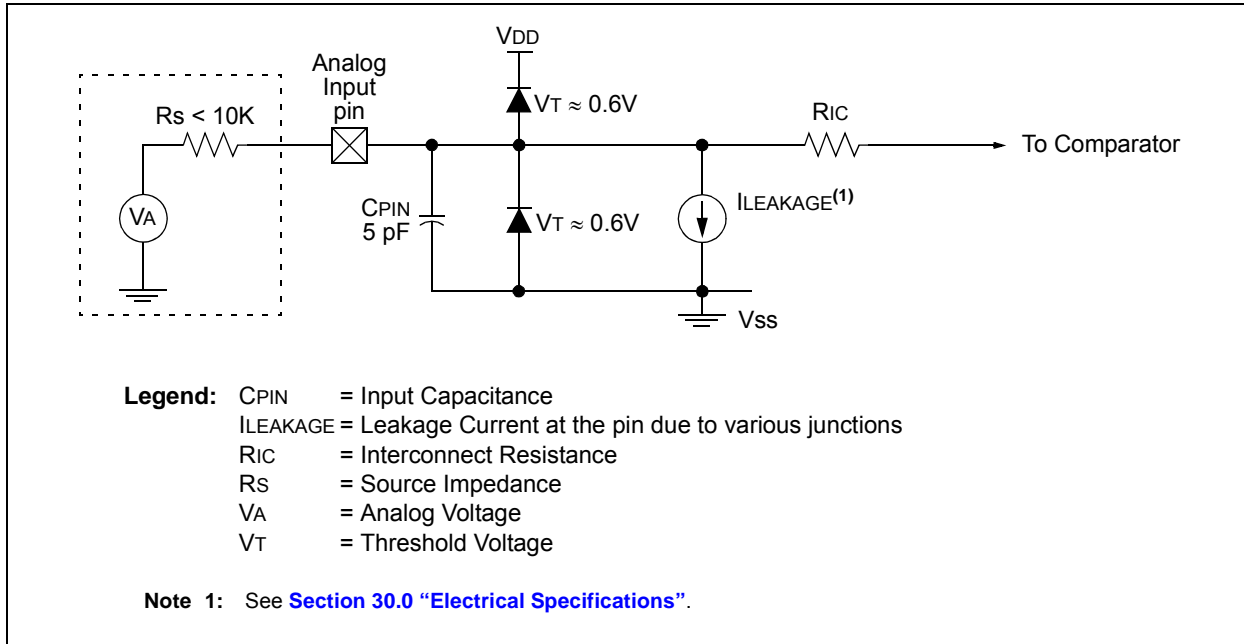 VDD
Analog
Input
pin
Rs < 10K
VT ≈ 0.6V
RIC
To Comparator
VA
CPIN
5 pF
VT ≈ 0.6V
ILEAKAGE(1)
Vss
Legend: CPIN = Input Capacitance
ILEAKAGE = Leakage Current at the pin due to various junctions
RIC = Interconnect Resistance
RS = Source Impedance
VA = Analog Voltage
VT = Threshold Voltage
Note 1: See Section 30.0 “Electrical Specifications”.